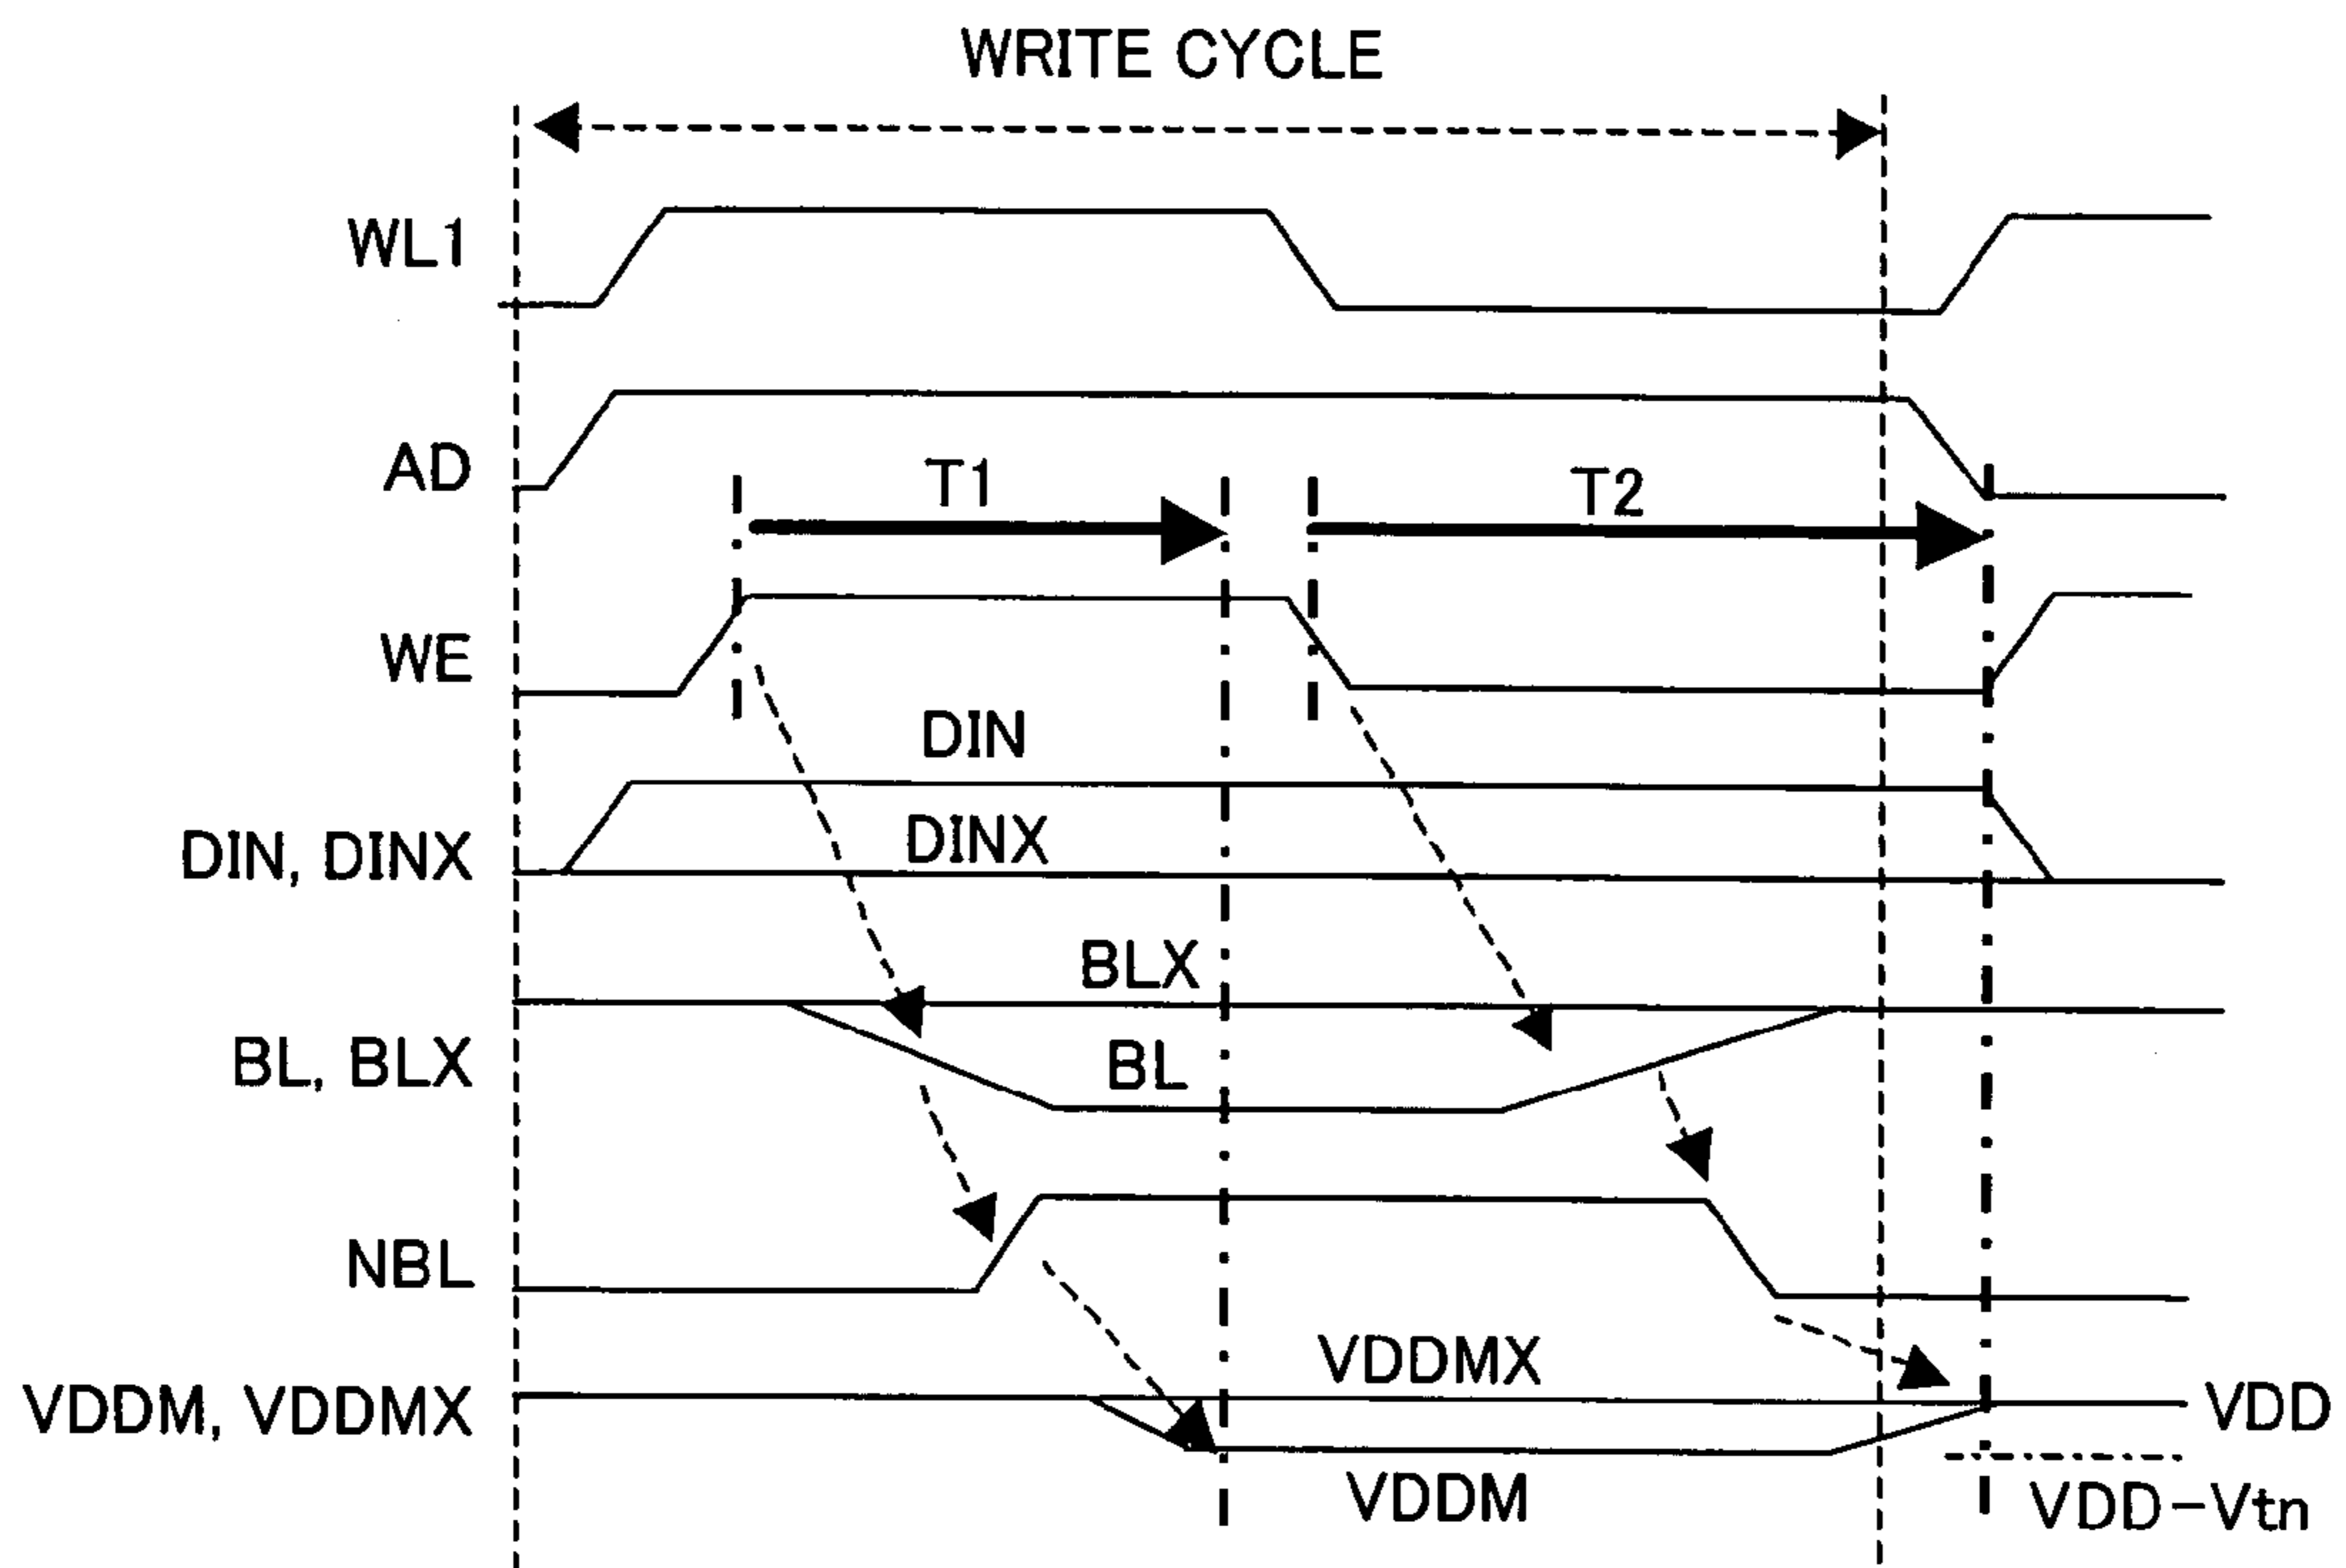 WRITE CYCLE
WL1
AD
T1
T2
WE
DIN
DIN, DINX
DINX
BLX
BL, BLX
BL
NBL
VDDMX
VDDM, VDDMX
VDD
VDDM
VDD-Vtn